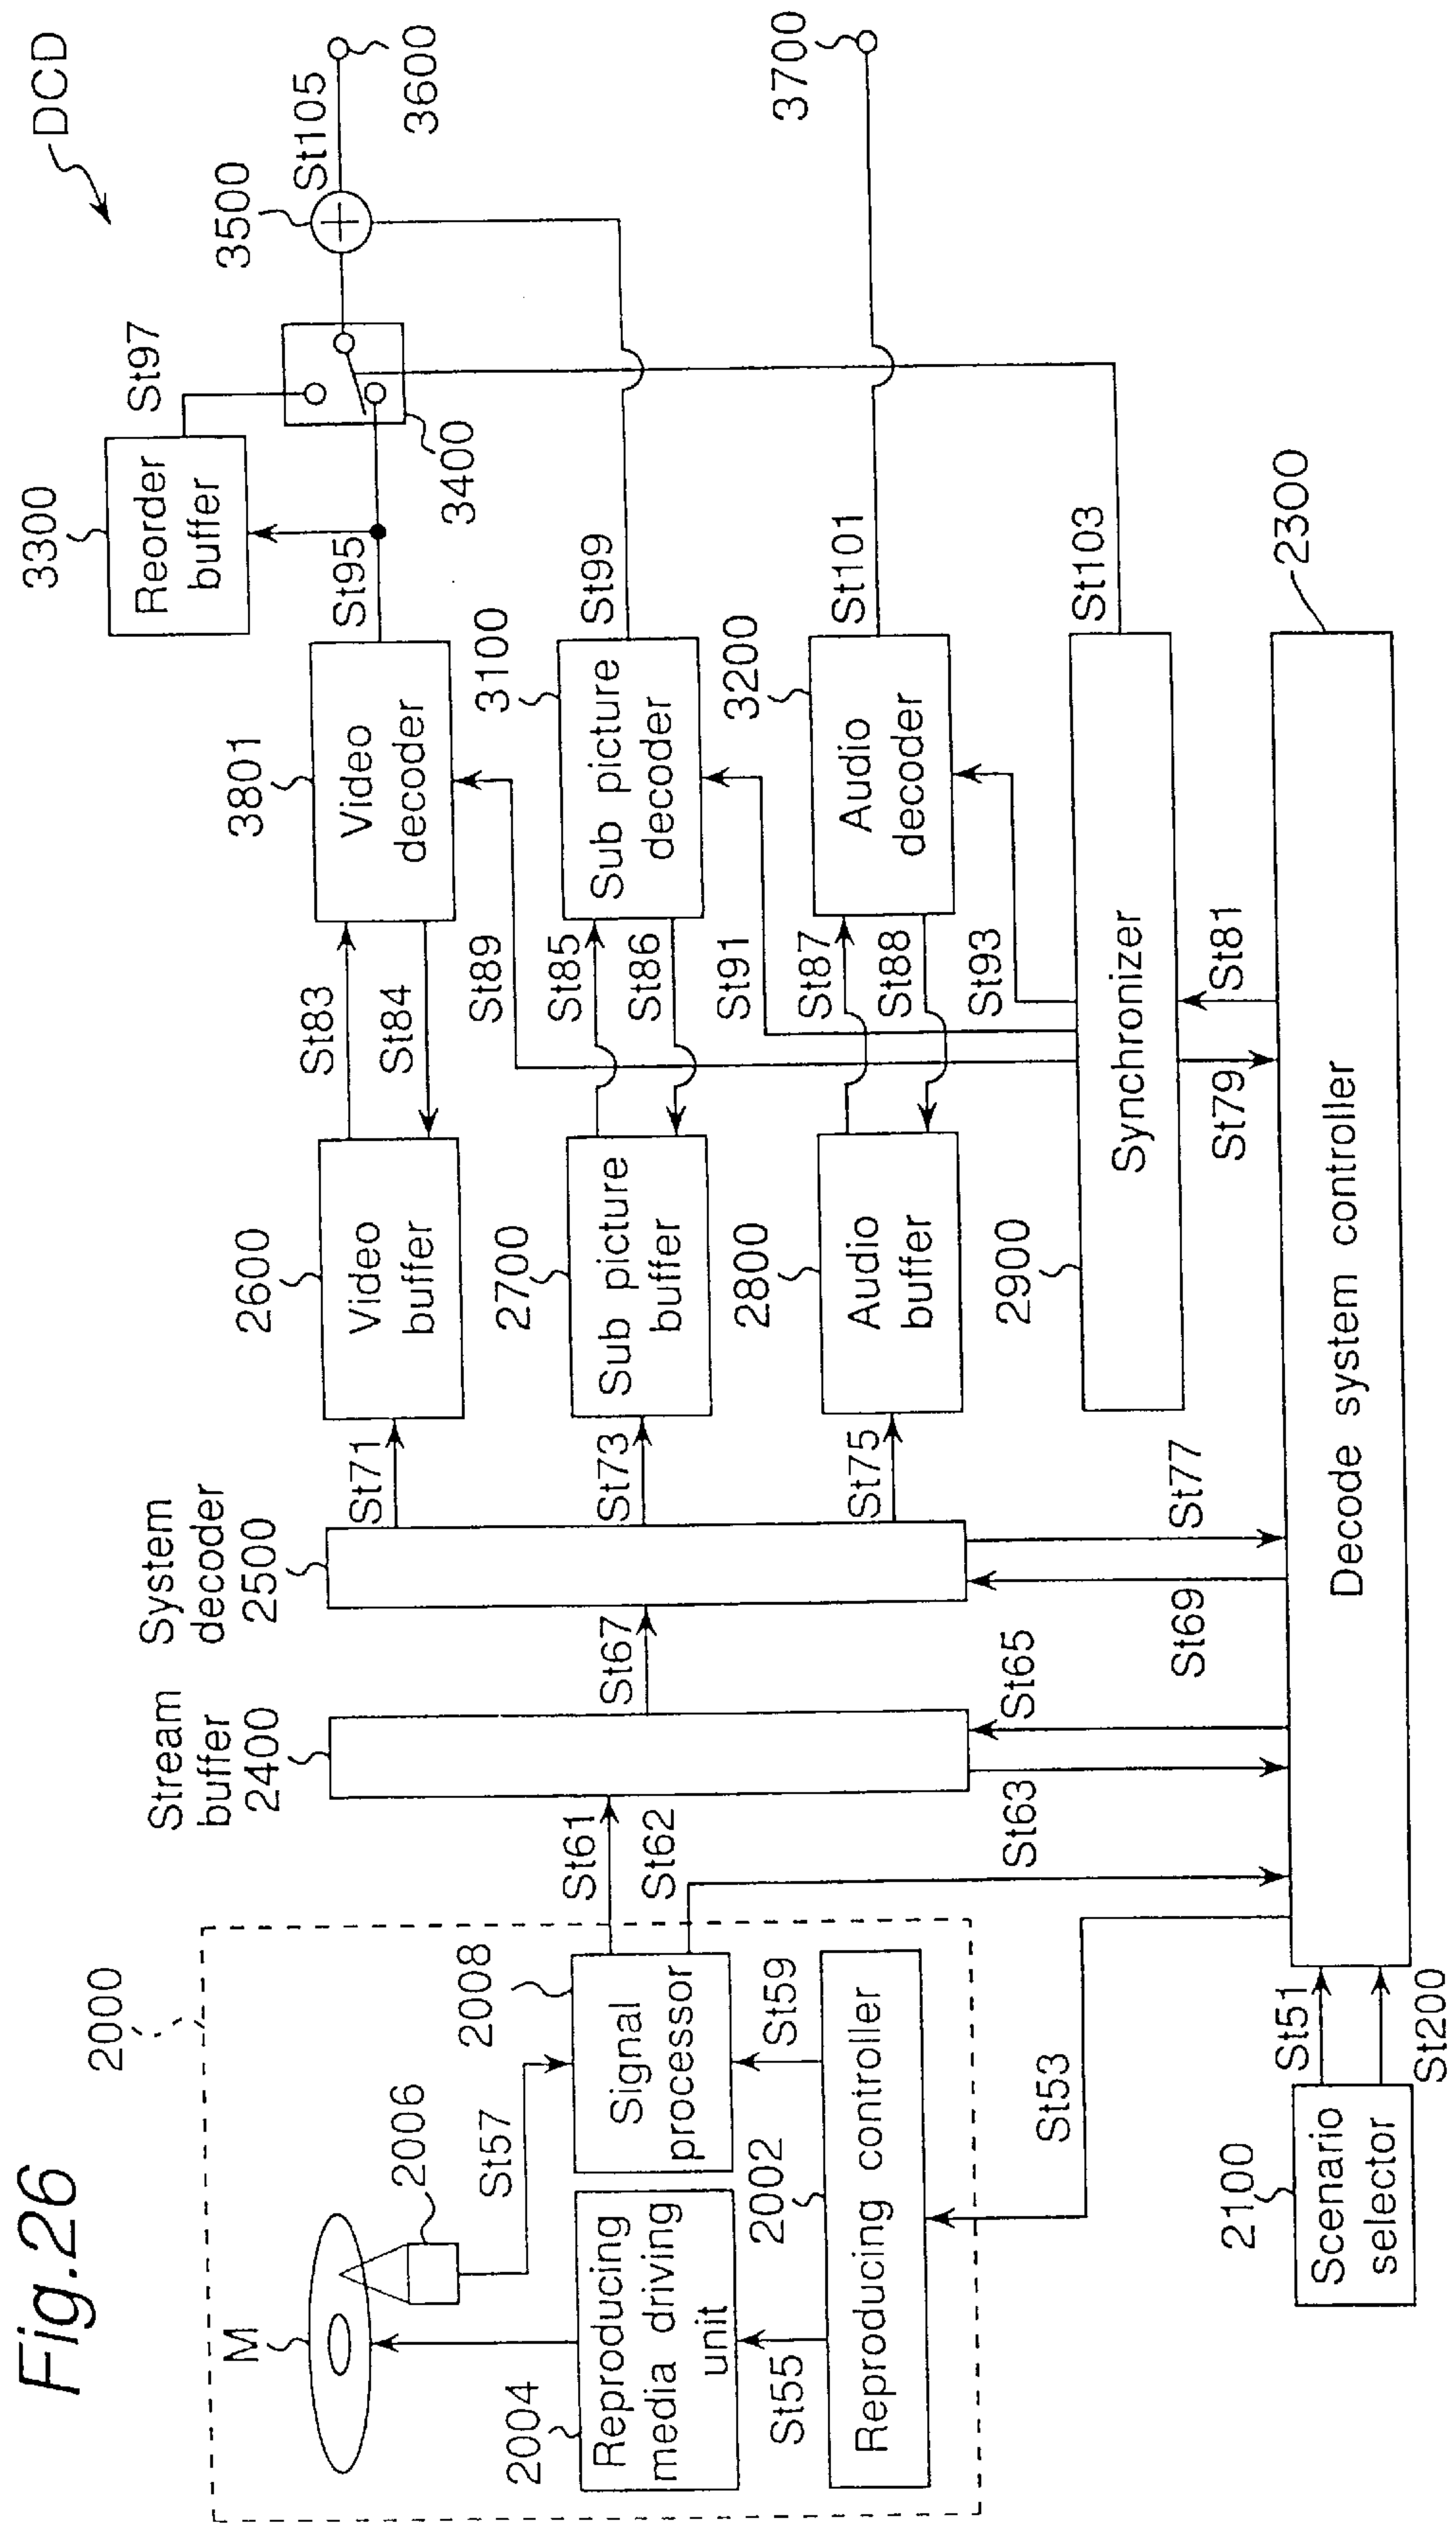 Fig.26
DCD
2000
M
2006
St57
2004
Reproducing
media driving
unit
2008
Signal
processor
St55
St59
2002
Reproducing controller
St53
St61
St62
Stream
buffer
2400
St63
St65
St67
System
decoder
2500
St69
St77
St71
St73
St75
2600
Video
buffer
2700
Sub picture
buffer
2800
Audio
buffer
St83
St84
St89
St85
St86
St91
St87
St88
St93
3801
Video
decoder
3100
Sub picture
decoder
3200
Audio
decoder
St95
3300
Reorder
buffer
St97
3400
3500
St105
3600
St99
St101
3700
2900
Synchronizer
St103
St79
St81
2300
Decode system controller
2100
Scenario
selector
St51
St200